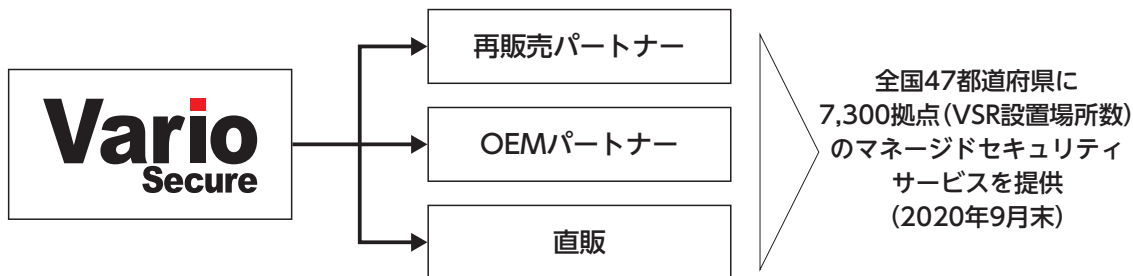 Vario
Secure
再販売パートナー
OEMパートナー
直販
全国47都道府県に
7,300拠点(VSR設置場所数)
のマネージドセキュリティ
サービスを提供
(2020年9月末)